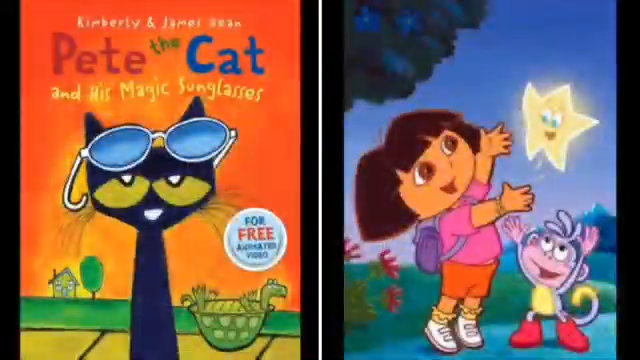 Kimberly & James Dean
Pete the Cat
and His Magic Sunglasses
FOR
FREE
ANIMATED
VIDEO